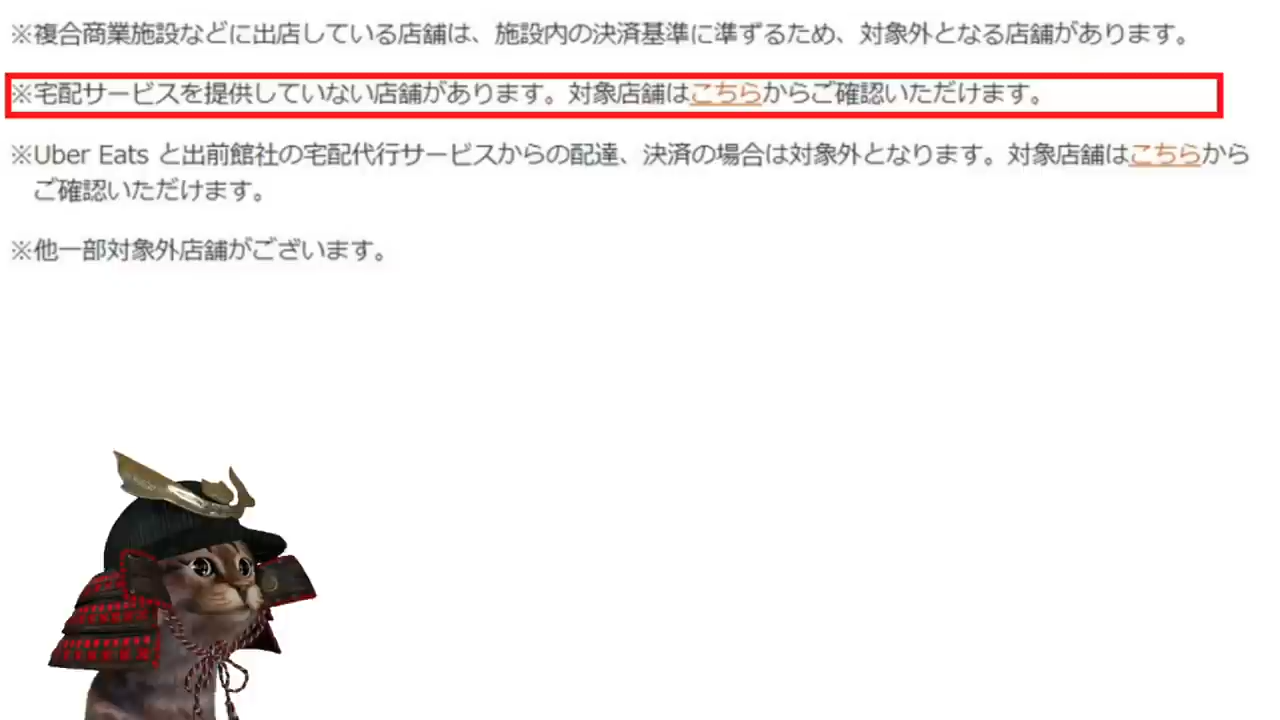 ※複合商業施設などに出店している店舗は、施設内の決済基準に準ずるため、対象外となる店舗があります。
※宅配サービスを提供していない店舗があります。対象店舗はこちらからご確認いただけます。
※Uber Eats と出前館社の宅配代行サービスからの配達、決済の場合は対象外となります。対象店舗はこちらから
ご確認いただけます。
※他一部対象外店舗がございます。